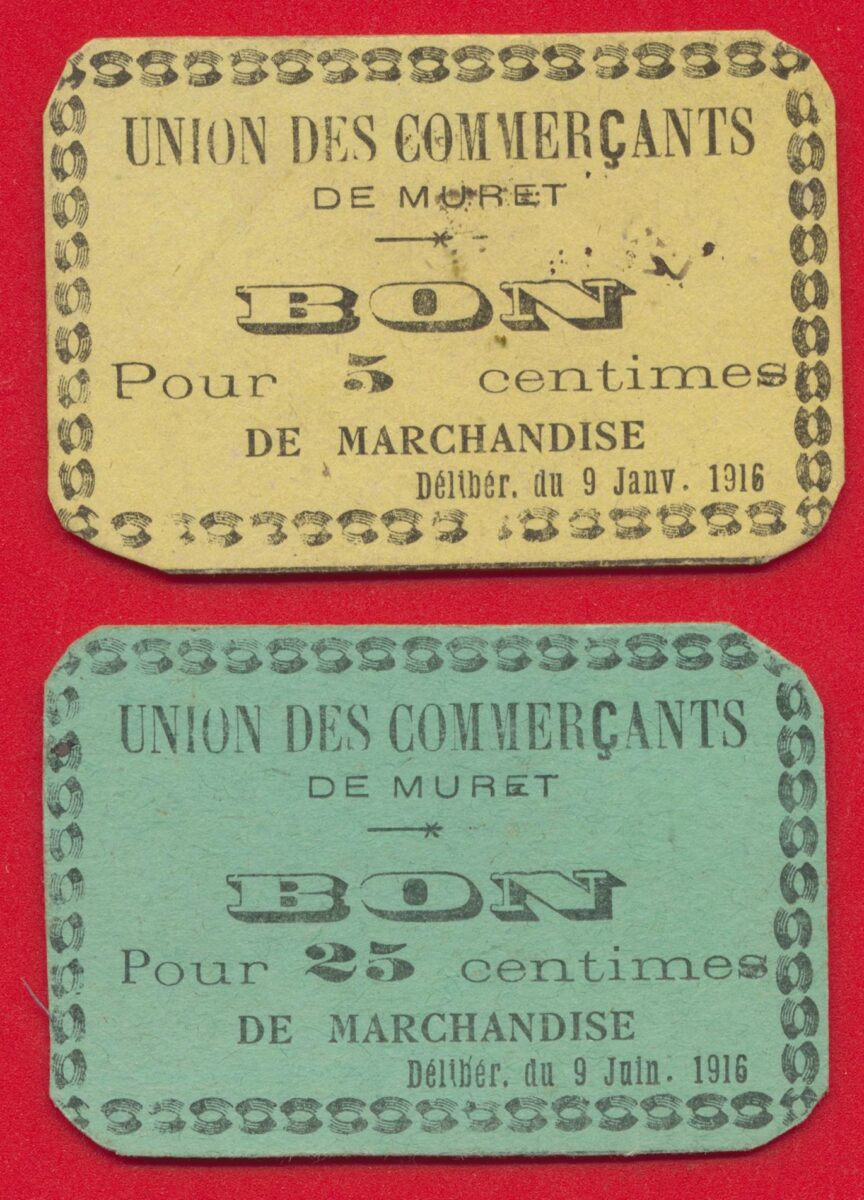 UNION DES COMMERÇANTS
DE MURET
BON
Pour 5 centimes
DE MARCHANDISE
Délibér. du 9 Janv. 1916
UNION DES COMMERÇANTS
DE MURET
BON
Pour 25 centimes
DE MARCHANDISE
Délibér. du 9 Juin. 1916